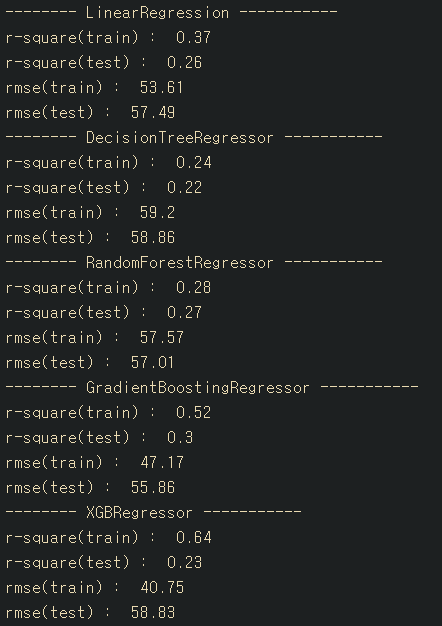 -------- LinearRegression -----------
r-square(train) :  0.37
r-square(test) :  0.26
rmse(train) :  53.61
rmse(test) :  57.49
-------- DecisionTreeRegressor -----------
r-square(train) :  0.24
r-square(test) :  0.22
rmse(train) :  59.2
rmse(test) :  58.86
-------- RandomForestRegressor -----------
r-square(train) :  0.28
r-square(test) :  0.27
rmse(train) :  57.57
rmse(test) :  57.01
-------- GradientBoostingRegressor -----------
r-square(train) :  0.52
r-square(test) :  0.3
rmse(train) :  47.17
rmse(test) :  55.86
-------- XGBRegressor -----------
r-square(train) :  0.64
r-square(test) :  0.23
rmse(train) :  40.75
rmse(test) :  58.83